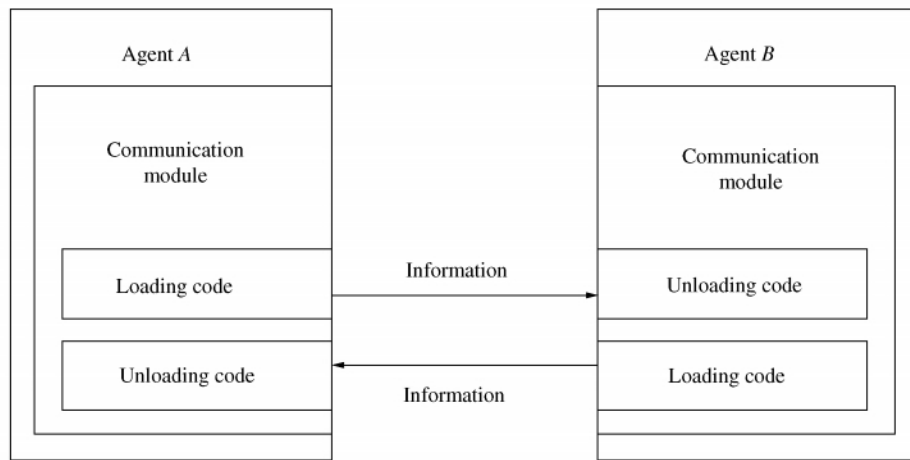 Agent A
Agent B
Communication
module
Communication
module
Loading code
Information
Unloading code
Unloading code
Information
Loading code